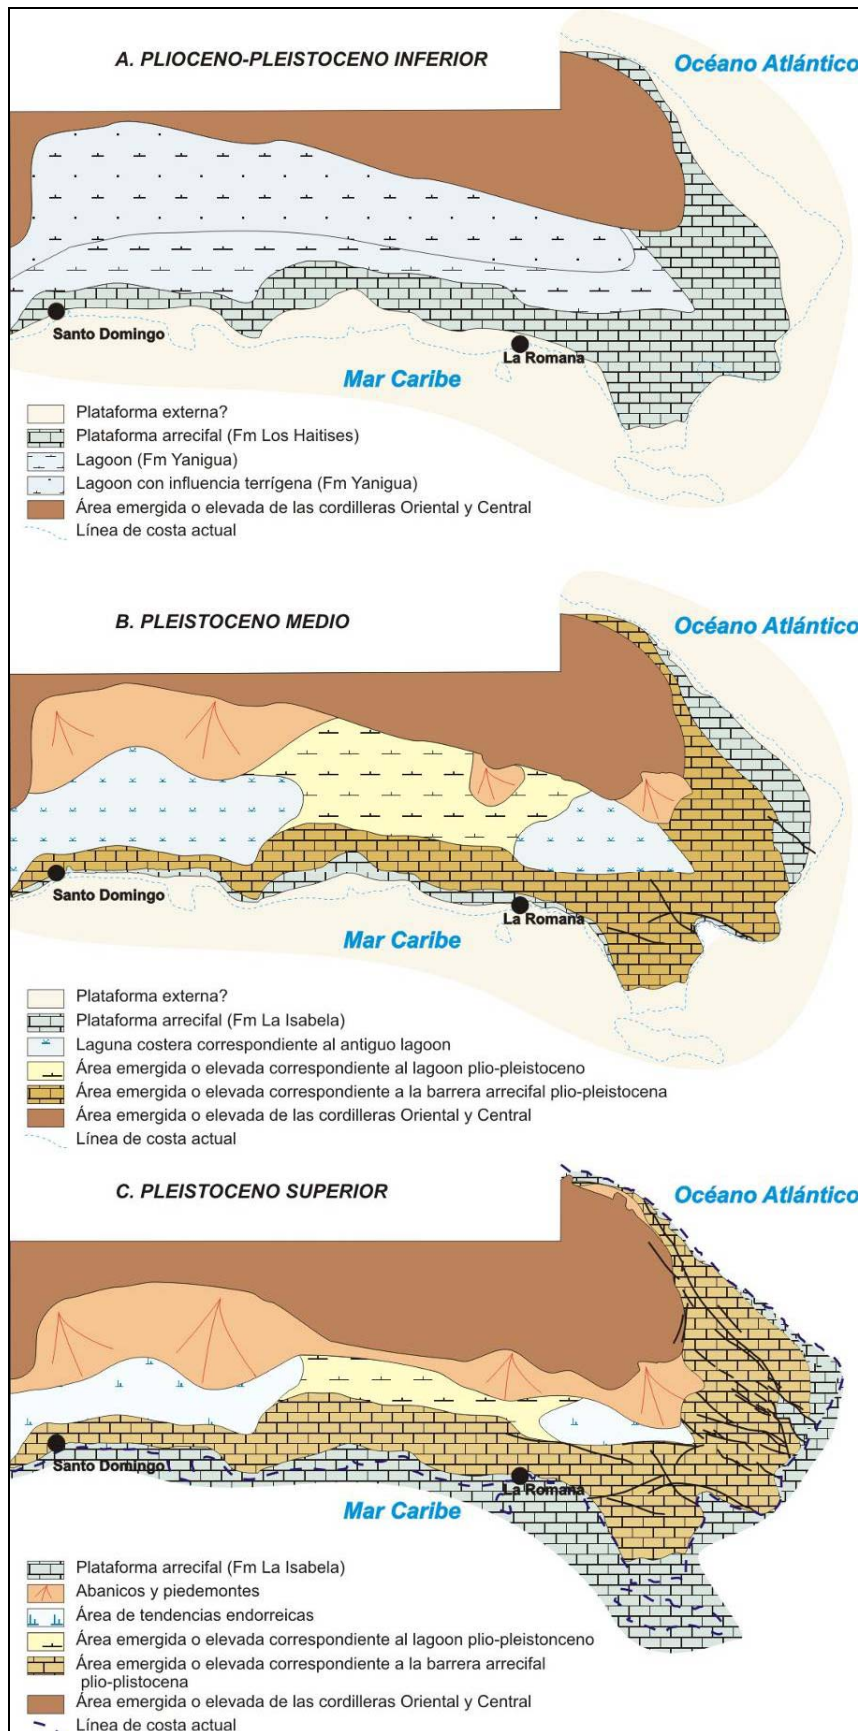 A. PLIOCENO-PLEISTOCENO INFERIOR
Océano Atlántico
Santo Domingo
La Romana
Mar Caribe
Plataforma externa?
Plataforma arrecifal (Fm Los Haitises)
Lagoon (Fm Yanigua)
Lagoon con influencia terrígena (Fm Yanigua)
Área emergida o elevada de las cordilleras Oriental y Central
Línea de costa actual
B. PLEISTOCENO MEDIO
Océano Atlántico
Santo Domingo
La Romana
Mar Caribe
Plataforma externa?
Plataforma arrecifal (Fm La Isabela)
Laguna costera correspondiente al antiguo lagoon
Área emergida o elevada correspondiente al lagoon plio-pleistoceno
Área emergida o elevada correspondiente a la barrera arrecifal plio-pleistocena
Área emergida o elevada de las cordilleras Oriental y Central
Línea de costa actual
C. PLEISTOCENO SUPERIOR
Océano Atlántico
Santo Domingo
La Romana
Mar Caribe
Plataforma arrecifal (Fm La Isabela)
Abanicos y piedemontes
Área de tendencias endorreicas
Área emergida o elevada correspondiente al lagoon plio-pleistonceno
Área emergida o elevada correspondiente a la barrera arrecifal
plio-plistocena
Área emergida o elevada de las cordilleras Oriental y Central
Línea de costa actual